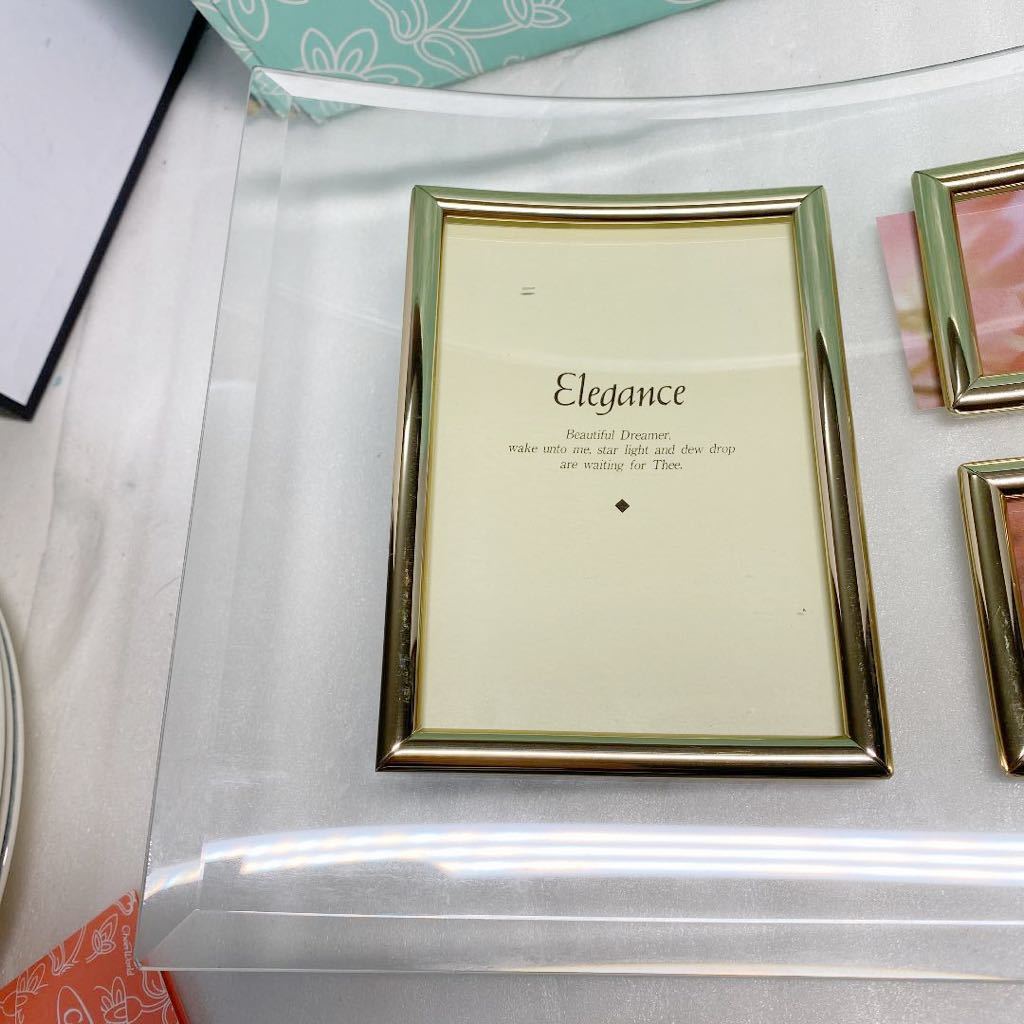 Elegance
Beautiful Dreamer,
wake unto me, star light and dew drop
are waiting for Thee.